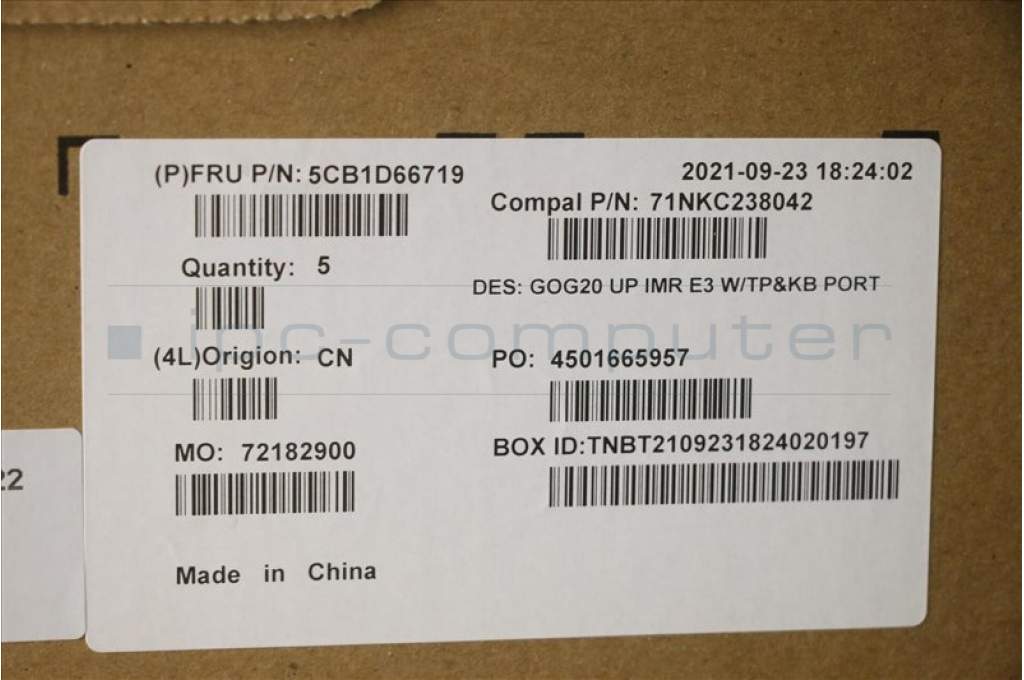 (P)FRU P/N: 5CB1D66719
2021-09-23 18:24:02
Compal P/N: 71NKC238042
Quantity: 5
DES: GOG20 UP IMR E3 W/TP&KB PORT
ipc-computer
(4L)Origion: CN
PO: 4501665957
MO: 72182900
BOX ID:TNBT2109231824020197
22
Made in China